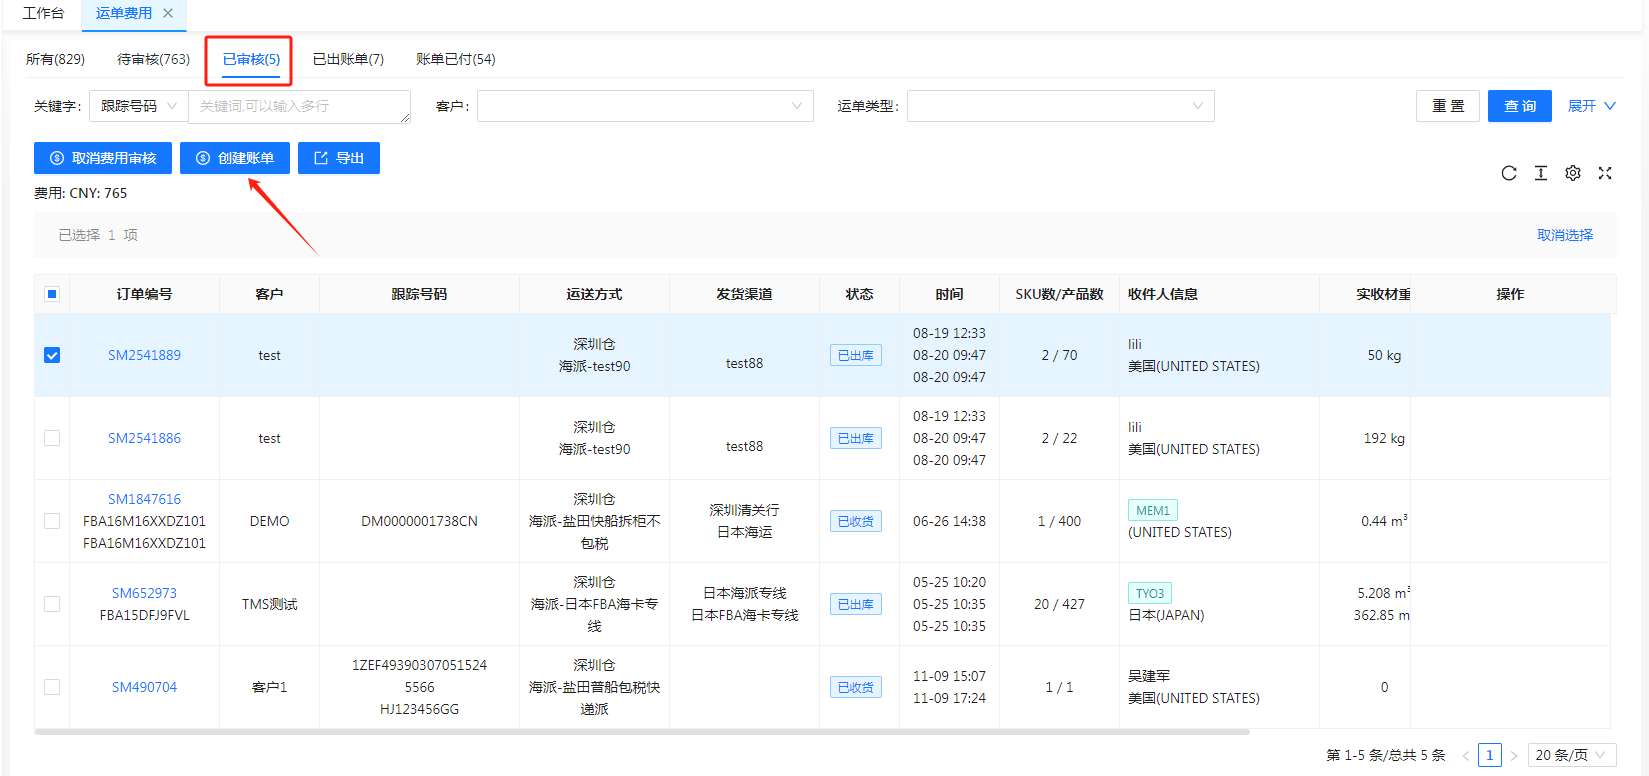 工作台 运单费用
所有(829) 待审核(763) 已审核(5) 已出账单(7) 账单已付(54)
关键字: 跟踪号码 关键词,可以输入多行 客户: 运单类型: 重 置 查 询 展开
取消费用审核 创建账单 导出
费用: CNY: 765
已选择 1 项 取消选择
订单编号 客户 跟踪号码 运送方式 发货渠道 状态 时间 SKU数/产品数 收件人信息 实收材重 操作
SM2541889 test 深圳仓 海派-test90 test88 已出库 08-19 12:33 08-20 09:47 08-20 09:47 2 / 70 lili 美国(UNITED STATES) 50 kg
SM2541886 test 深圳仓 海派-test90 test88 已出库 08-19 12:33 08-20 09:47 08-20 09:47 2 / 22 lili 美国(UNITED STATES) 192 kg
SM1847616 FBA16M16XXDZ101 FBA16M16XXDZ101 DEMO DM0000001738CN 深圳仓 海派-盐田快船拆柜不包税 深圳清关行 日本海运 已收货 06-26 14:38 1 / 400 MEM1 (UNITED STATES) 0.44 m³
SM652973 FBA15DFJ9FVL TMS测试 深圳仓 海派-日本FBA海卡专线 日本海派专线 日本FBA海卡专线 已出库 05-25 10:20 05-25 10:35 05-25 10:35 20 / 427 TYO3 日本(JAPAN) 5.208 m³ 362.85 m
SM490704 客户1 1ZEF493903070515245566 HJ123456GG 深圳仓 海派-盐田普船包税快递派 已收货 11-09 15:07 11-09 17:24 1 / 1 吴建军 美国(UNITED STATES) 0
第 1-5 条/总共 5 条 1 20 条/页